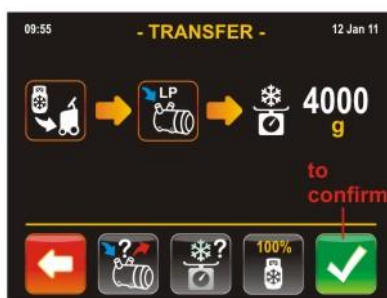 09:55
- TRANSFER -
12 Jan 11
LP
4000
g
to
confirm
?
?
100%